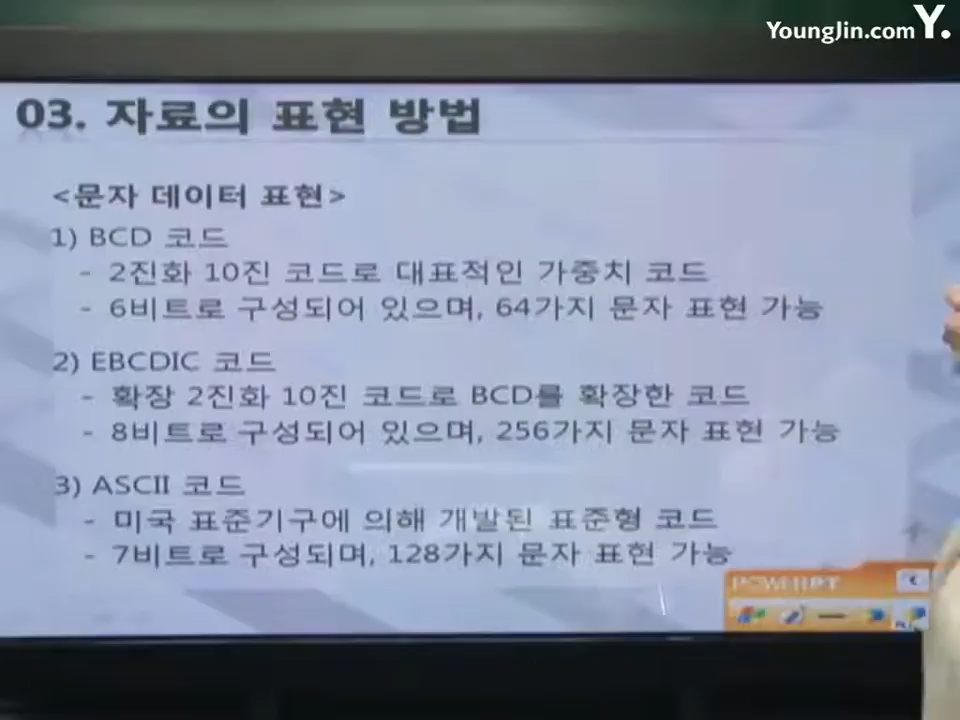 YoungJin.com Y.
03. 자료의 표현 방법
<문자 데이터 표현>
1) BCD 코드
- 2진화 10진 코드로 대표적인 가중치 코드
- 6비트로 구성되어 있으며, 64가지 문자 표현 가능
2) EBCDIC 코드
- 확장 2진화 10진 코드로 BCD를 확장한 코드
- 8비트로 구성되어 있으며, 256가지 문자 표현 가능
3) ASCII 코드
- 미국 표준기구에 의해 개발된 표준형 코드
- 7비트로 구성되며, 128가지 문자 표현 가능